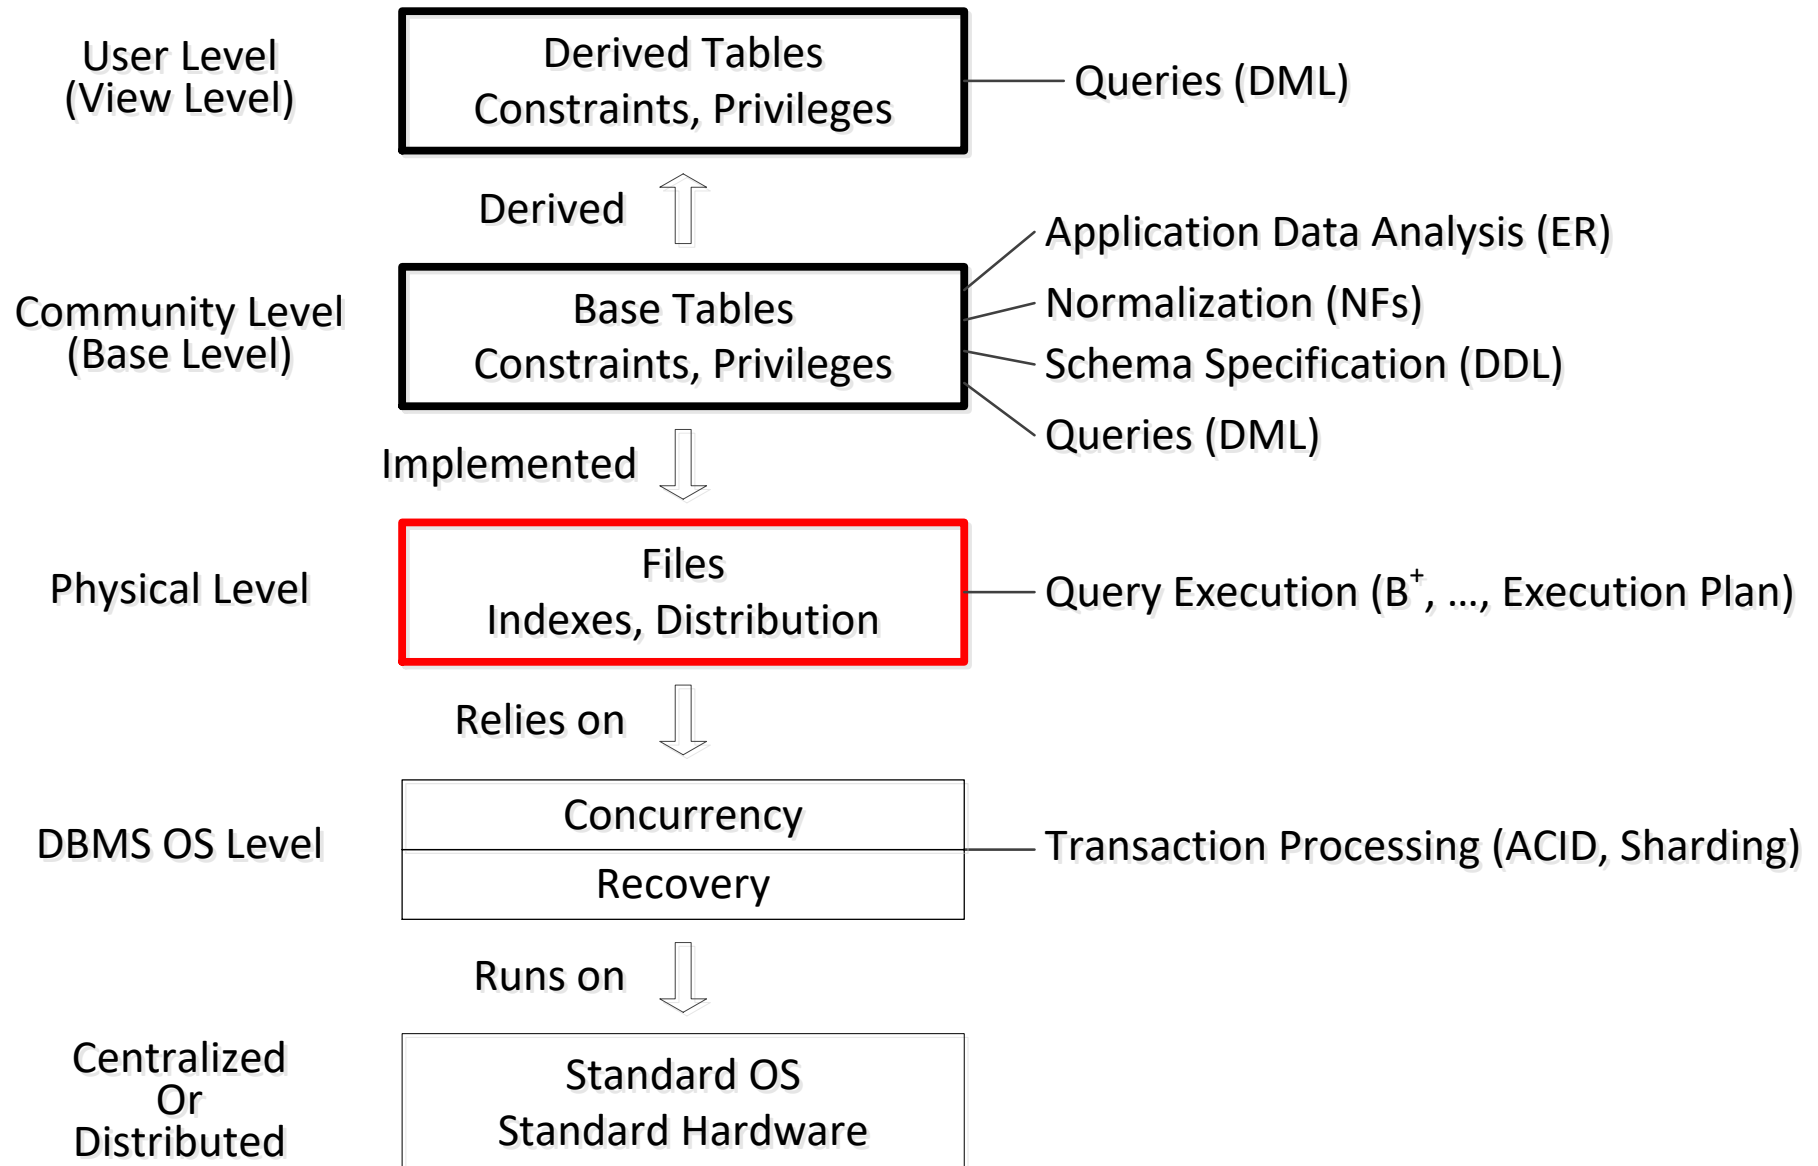 User Level
(View Level)
Derived Tables
Constraints, Privileges
Queries (DML)
Derived
Community Level
(Base Level)
Base Tables
Constraints, Privileges
Application Data Analysis (ER)
Normalization (NFs)
Schema Specification (DDL)
Queries (DML)
Implemented
Physical Level
Files
Indexes, Distribution
Query Execution (B⁺, …, Execution Plan)
Relies on
DBMS OS Level
Concurrency
Recovery
Transaction Processing (ACID, Sharding)
Runs on
Centralized
Or
Distributed
Standard OS
Standard Hardware